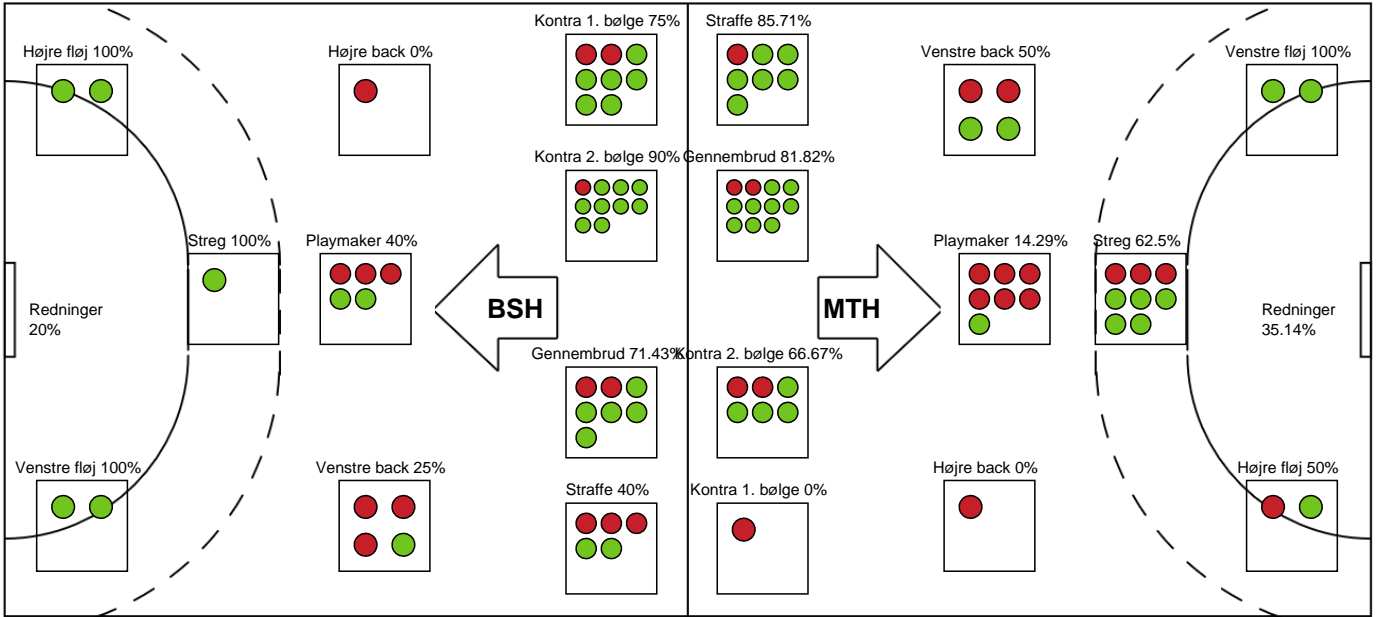 Kontra 1. bølge 75%
Straffe 85.71%
Højre fløj 100%
Højre back 0%
Venstre back 50%
Venstre fløj 100%
Kontra 2. bølge 90%
Gennembrud 81.82%
Streg 100%
Playmaker 40%
Playmaker 14.29%
Streg 62.5%
Redninger
20%
BSH
MTH
Redninger
35.14%
Gennembrud 71.43%
Kontra 2. bølge 66.67%
Venstre fløj 100%
Venstre back 25%
Højre back 0%
Højre fløj 50%
Straffe 40%
Kontra 1. bølge 0%